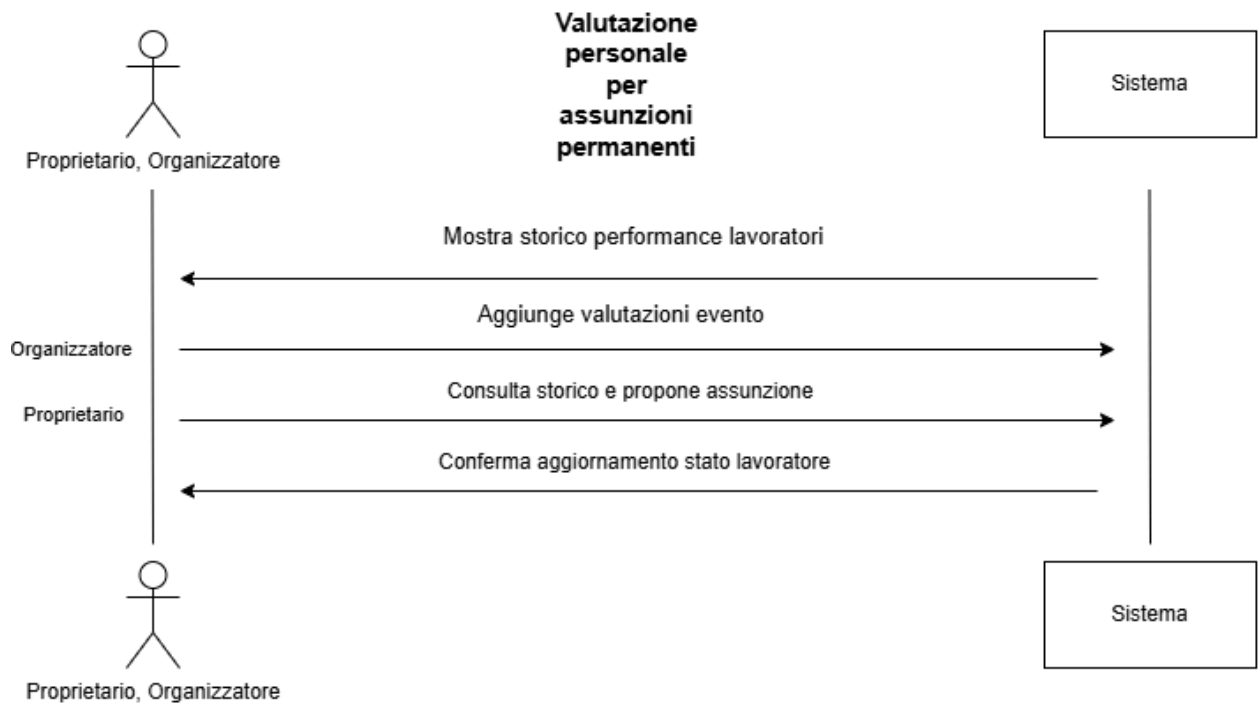 Valutazione
personale
per
assunzioni
permanenti
Sistema
Proprietario, Organizzatore
Mostra storico performance lavoratori
Aggiunge valutazioni evento
Organizzatore
Consulta storico e propone assunzione
Proprietario
Conferma aggiornamento stato lavoratore
Sistema
Proprietario, Organizzatore